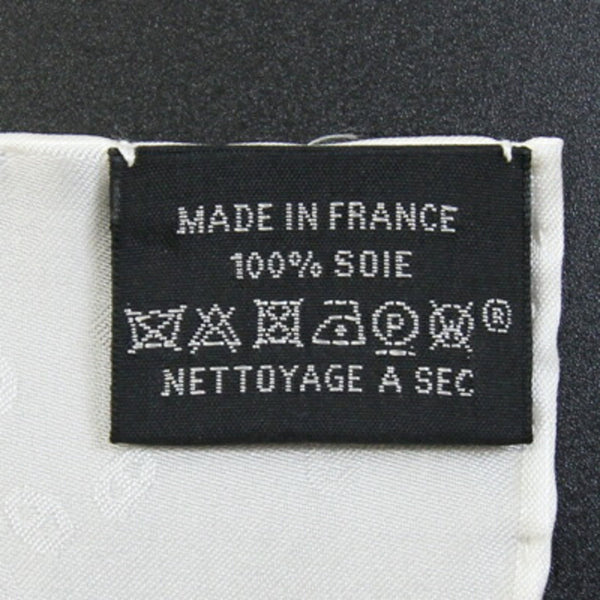 MADE IN FRANCE
100% SOIE
P W ®
NETTOYAGE A SEC